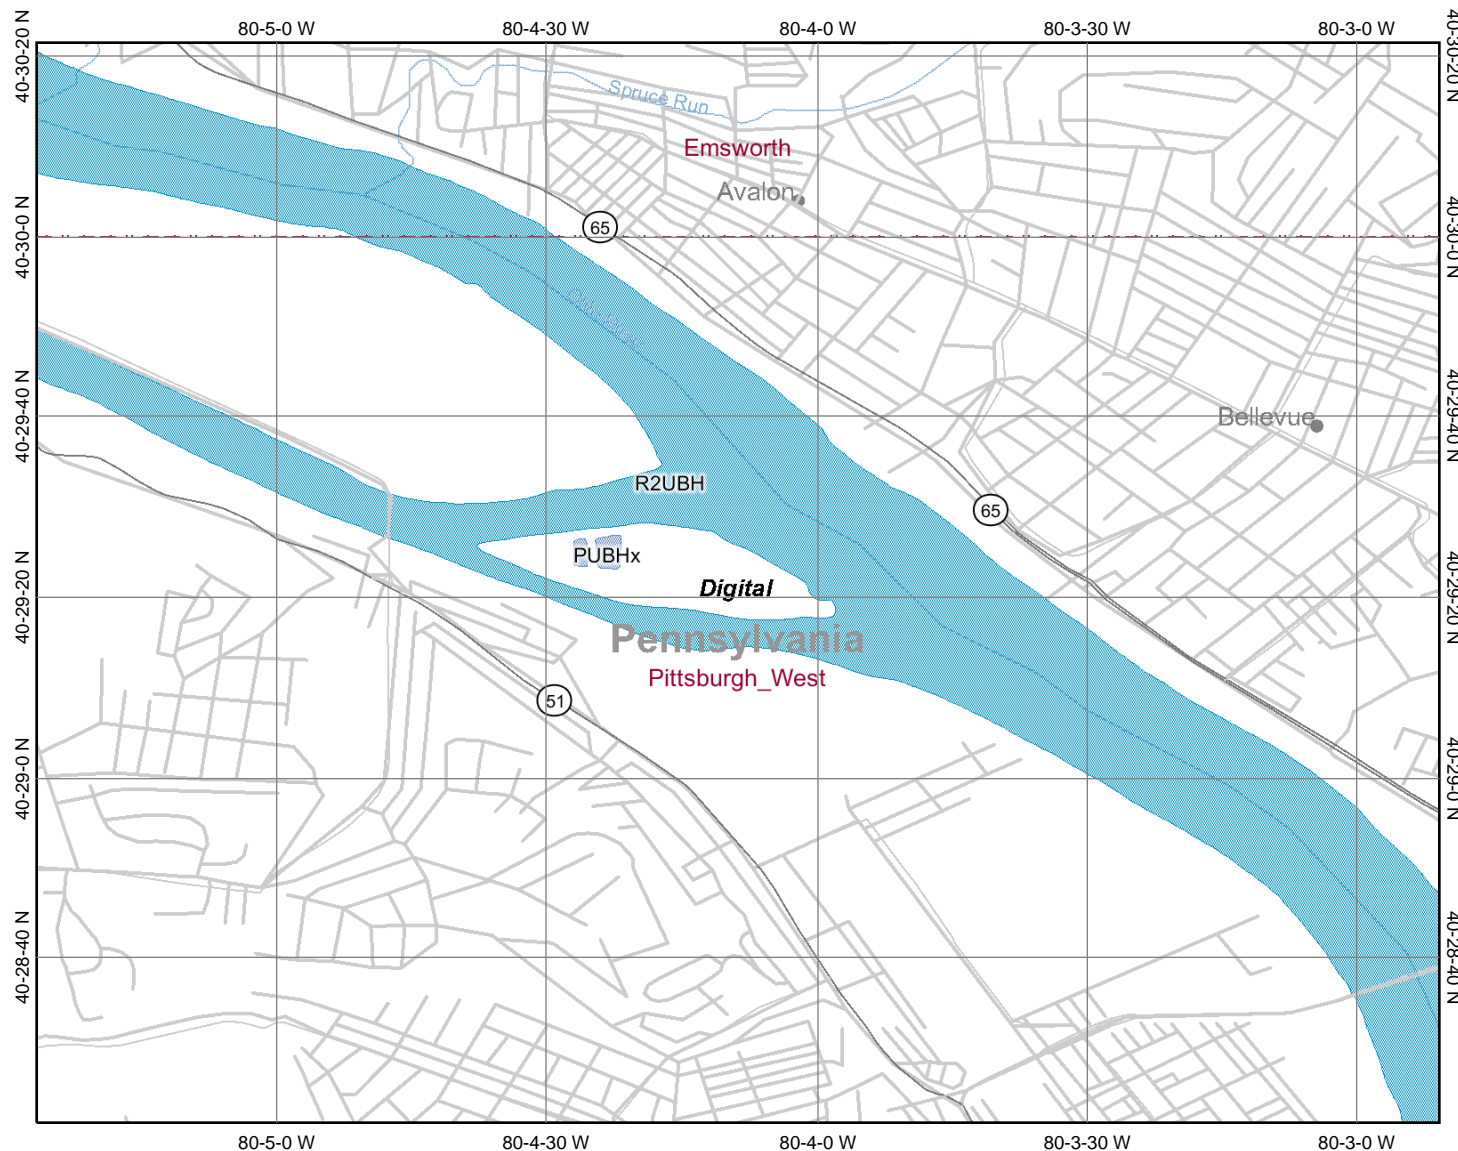 80-5-0 W
80-4-30 W
80-4-0 W
80-3-30 W
80-3-0 W
40-30-20 N
40-30-20 N
Spruce Run
Emsworth
Avalon
65
40-30-0 N
40-30-0 N
Ohio River
40-29-40 N
40-29-40 N
Bellevue
R2UBH
65
PUBHx
Digital
40-29-20 N
40-29-20 N
Pennsylvania
Pittsburgh_West
51
40-29-0 N
40-29-0 N
40-28-40 N
40-28-40 N
80-5-0 W
80-4-30 W
80-4-0 W
80-3-30 W
80-3-0 W